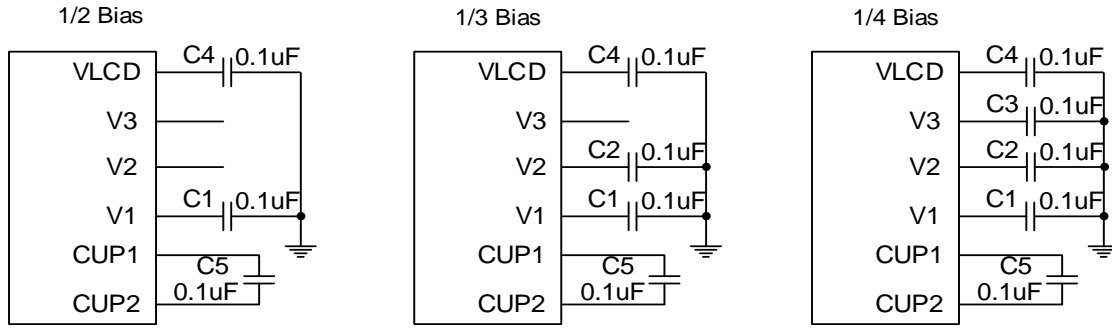 1/2 Bias
VLCD
C4 0.1uF
V3
V2
V1
C1 0.1uF
CUP1
CUP2
C5
0.1uF
1/3 Bias
VLCD
C4 0.1uF
V3
V2
C2 0.1uF
V1
C1 0.1uF
CUP1
CUP2
C5
0.1uF
1/4 Bias
VLCD
C4 0.1uF
V3
C3 0.1uF
V2
C2 0.1uF
V1
C1 0.1uF
CUP1
CUP2
C5
0.1uF